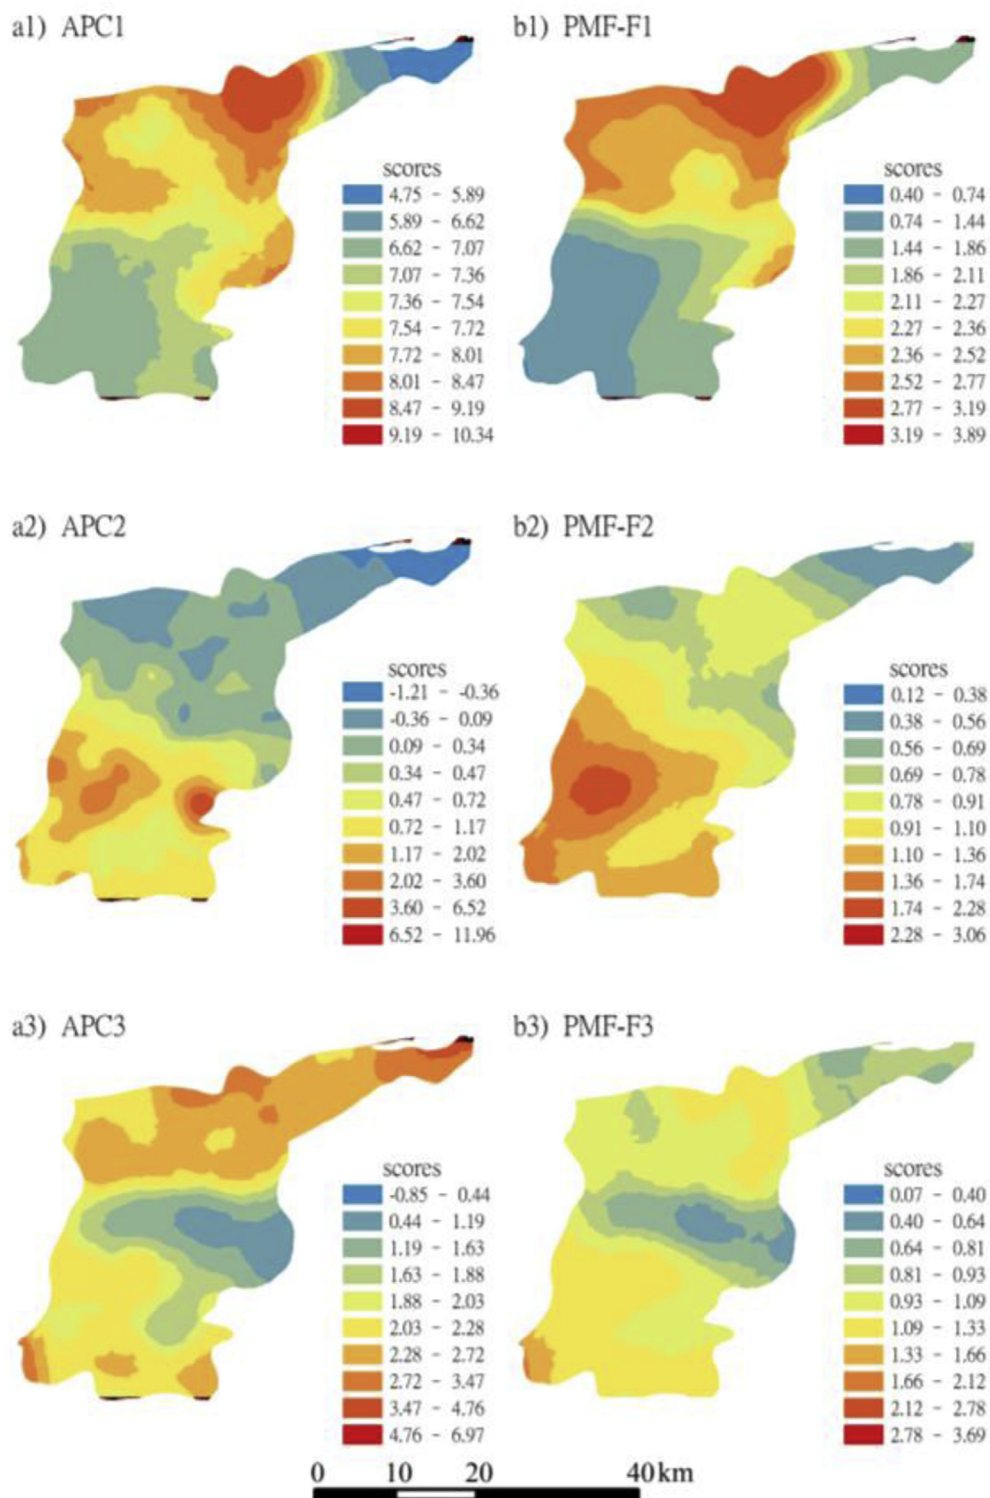 a1) APC1
b1) PMF-F1
scores
4.75 - 5.89
5.89 - 6.62
6.62 - 7.07
7.07 - 7.36
7.36 - 7.54
7.54 - 7.72
7.72 - 8.01
8.01 - 8.47
8.47 - 9.19
9.19 - 10.34
scores
0.40 - 0.74
0.74 - 1.44
1.44 - 1.86
1.86 - 2.11
2.11 - 2.27
2.27 - 2.36
2.36 - 2.52
2.52 - 2.77
2.77 - 3.19
3.19 - 3.89
a2) APC2
b2) PMF-F2
scores
-1.21 - -0.36
-0.36 - 0.09
0.09 - 0.34
0.34 - 0.47
0.47 - 0.72
0.72 - 1.17
1.17 - 2.02
2.02 - 3.60
3.60 - 6.52
6.52 - 11.96
scores
0.12 - 0.38
0.38 - 0.56
0.56 - 0.69
0.69 - 0.78
0.78 - 0.91
0.91 - 1.10
1.10 - 1.36
1.36 - 1.74
1.74 - 2.28
2.28 - 3.06
a3) APC3
b3) PMF-F3
scores
-0.85 - 0.44
0.44 - 1.19
1.19 - 1.63
1.63 - 1.88
1.88 - 2.03
2.03 - 2.28
2.28 - 2.72
2.72 - 3.47
3.47 - 4.76
4.76 - 6.97
scores
0.07 - 0.40
0.40 - 0.64
0.64 - 0.81
0.81 - 0.93
0.93 - 1.09
1.09 - 1.33
1.33 - 1.66
1.66 - 2.12
2.12 - 2.78
2.78 - 3.69
0 10 20 40 km